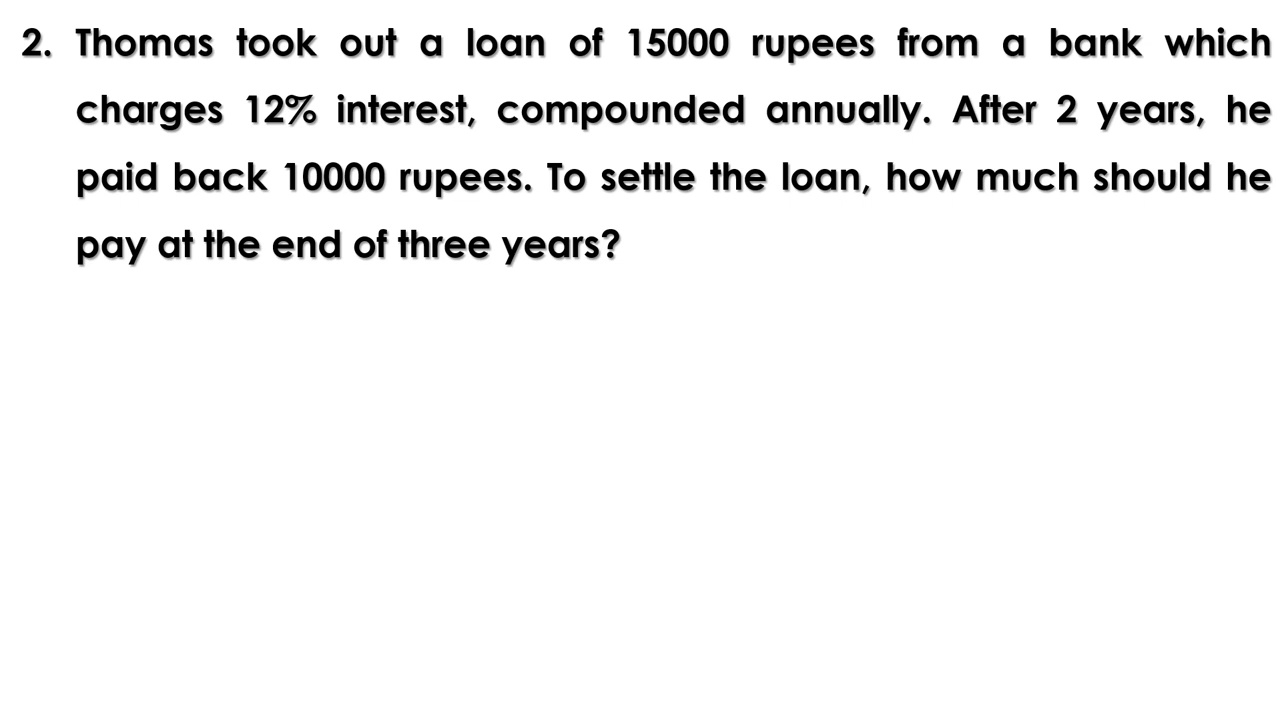 2. Thomas took out a loan of 15000 rupees from a bank which
charges 12% interest, compounded annually. After 2 years, he
paid back 10000 rupees. To settle the loan, how much should he
pay at the end of three years?